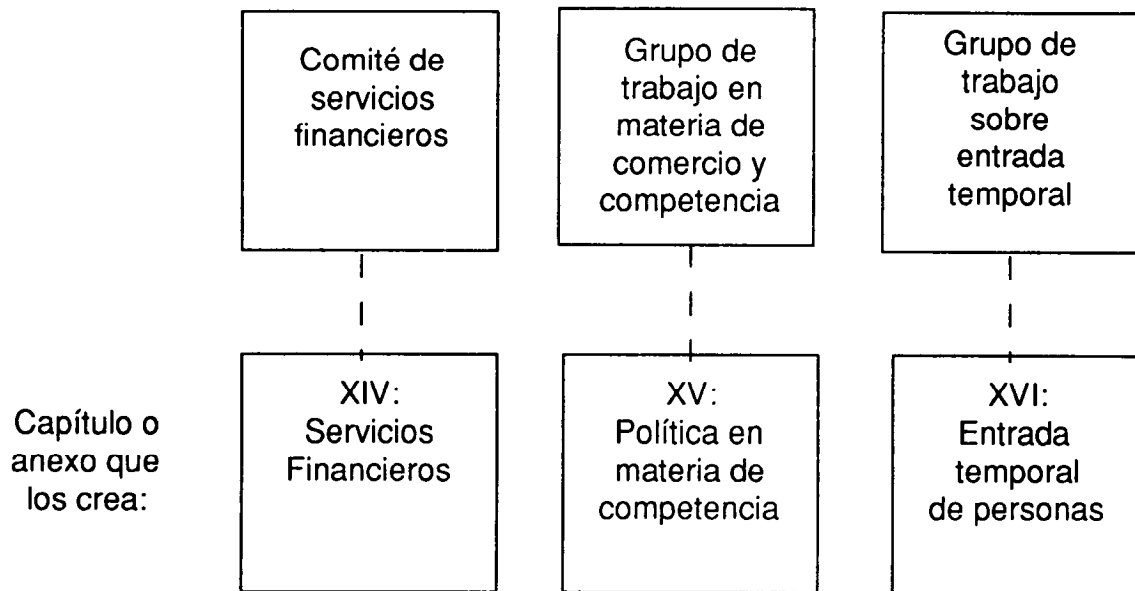 Comité de
servicios
financieros
Grupo de
trabajo en
materia de
comercio y
competencia
Grupo de
trabajo
sobre
entrada
temporal
Capítulo o
anexo que
los crea:
XIV:
Servicios
Financieros
XV:
Política en
materia de
competencia
XVI:
Entrada
temporal
de personas